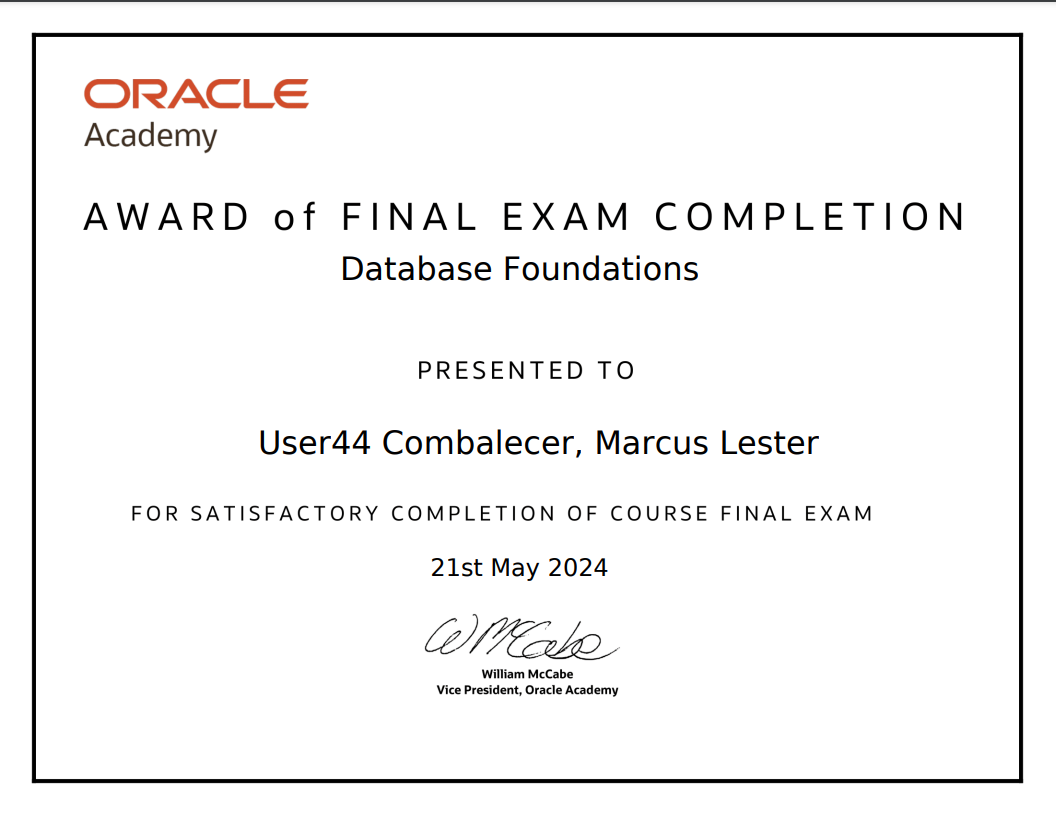 ORACLE
Academy
AWARD of FINAL EXAM COMPLETION
Database Foundations
PRESENTED TO
User44 Combalecer, Marcus Lester
FOR SATISFACTORY COMPLETION OF COURSE FINAL EXAM
21st May 2024
WMcCabe
William McCabe
Vice President, Oracle Academy